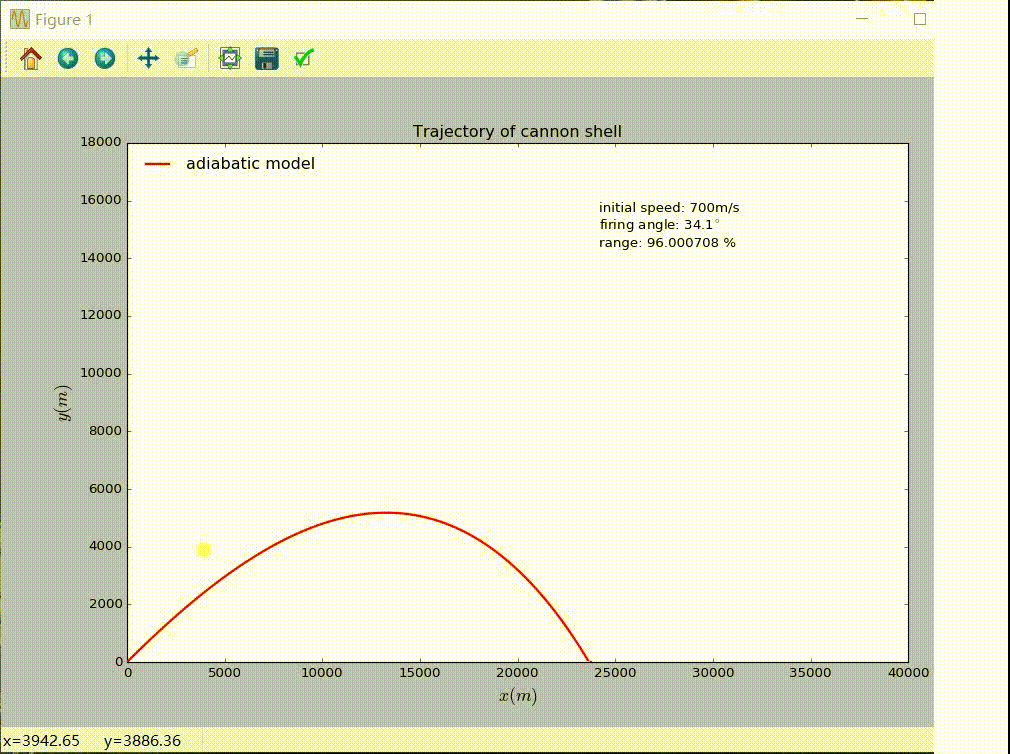 Figure 1
Trajectory of cannon shell
18000
16000
14000
12000
10000
8000
6000
4000
2000
0
y(m)
adiabatic model
initial speed: 700m/s
firing angle: 34.1°
range: 96.000708 %
0 5000 10000 15000 20000 25000 30000 35000 40000
x(m)
x=3942.65 y=3886.36